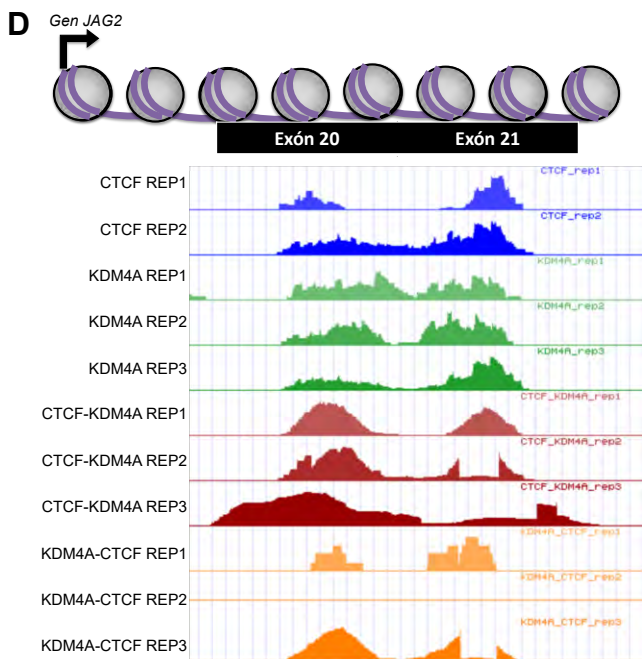 D
Gen JAG2
Exón 20 Exón 21
CTCF REP1
CTCF_rep1
CTCF REP2
CTCF_rep2
KDM4A REP1
KDM4A_rep1
KDM4A REP2
KDM4A_rep2
KDM4A REP3
KDM4A_rep3
CTCF-KDM4A REP1
CTCF_KDM4A_rep1
CTCF-KDM4A REP2
CTCF_KDM4A_rep2
CTCF-KDM4A REP3
CTCF_KDM4A_rep3
KDM4A-CTCF REP1
KDM4A_CTCF_rep1
KDM4A-CTCF REP2
KDM4A_CTCF_rep2
KDM4A-CTCF REP3
KDM4A_CTCF_rep3